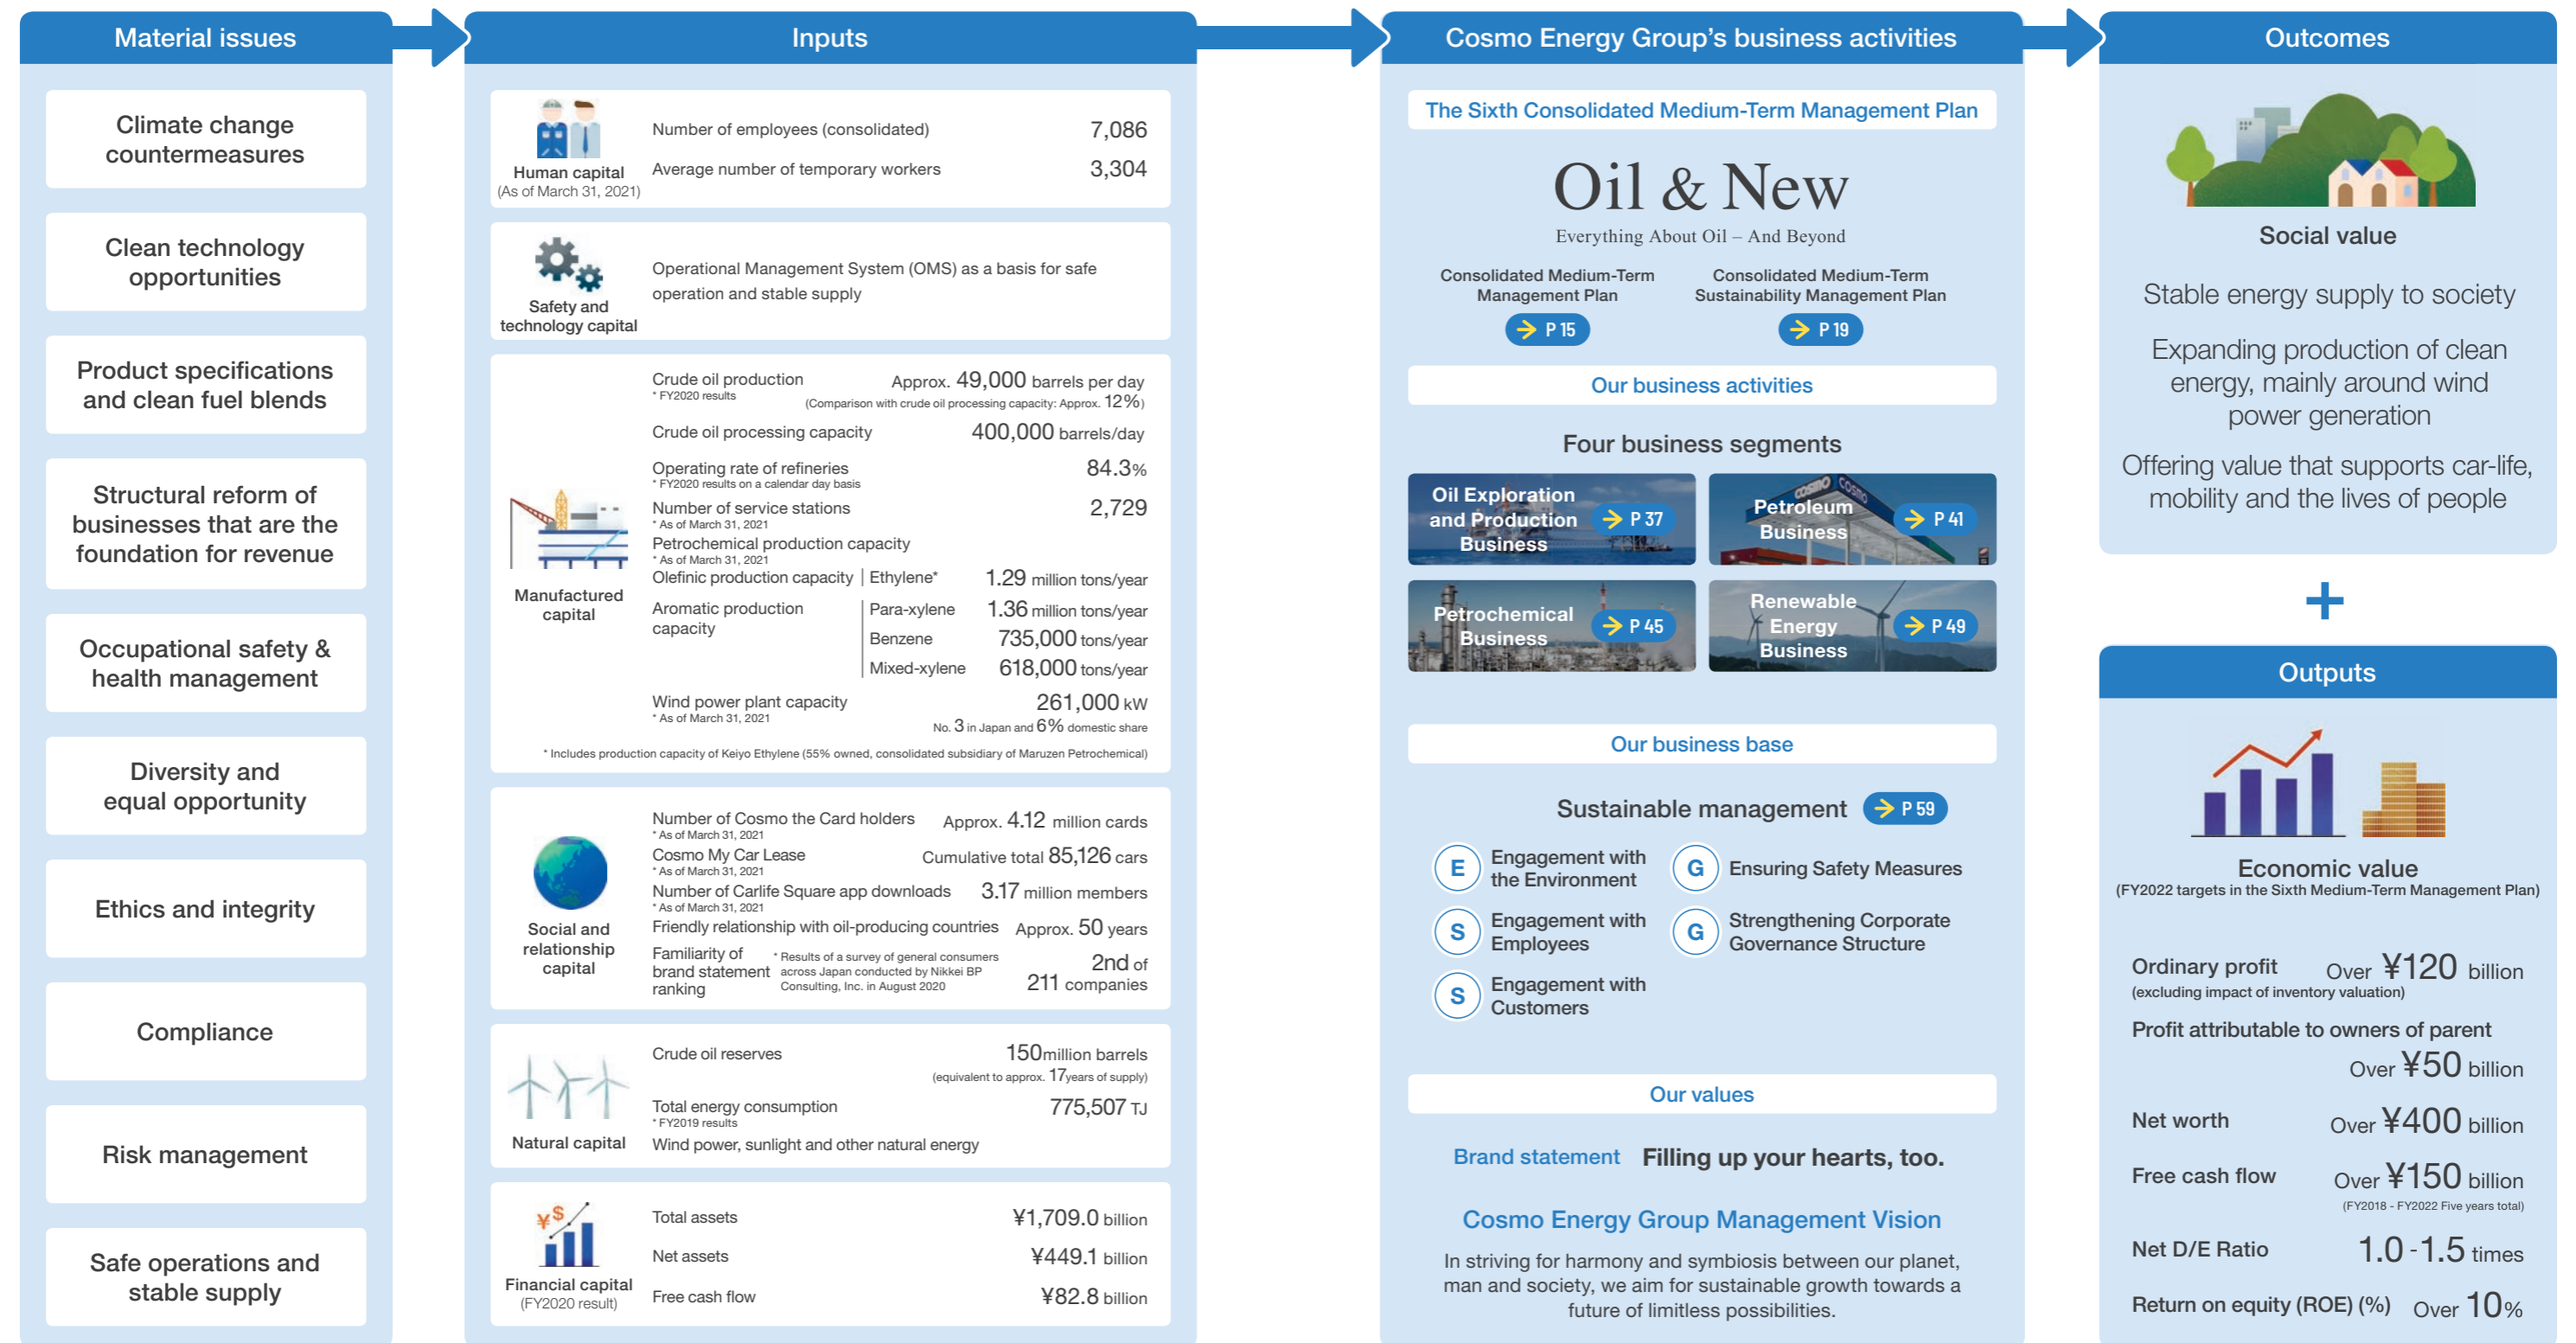 Material issues
Climate change
countermeasures
Clean technology
opportunities
Product specifications
and clean fuel blends
Structural reform of
businesses that are the
foundation for revenue
Occupational safety &
health management
Diversity and
equal opportunity
Ethics and integrity
Compliance
Risk management
Safe operations and
stable supply
Inputs
Human capital
(As of March 31, 2021)
Number of employees (consolidated) 7,086
Average number of temporary workers 3,304
Safety and
technology capital
Operational Management System (OMS) as a basis for safe
operation and stable supply
Manufactured
capital
Crude oil production Approx. 49,000 barrels per day
* FY2020 results (Comparison with crude oil processing capacity: Approx. 12%)
Crude oil processing capacity 400,000 barrels/day
Operating rate of refineries 84.3%
* FY2020 results on a calendar day basis
Number of service stations 2,729
* As of March 31, 2021
Petrochemical production capacity
* As of March 31, 2021
Olefinic production capacity Ethylene* 1.29 million tons/year
Aromatic production
capacity
Para-xylene 1.36 million tons/year
Benzene 735,000 tons/year
Mixed-xylene 618,000 tons/year
Wind power plant capacity 261,000 kW
* As of March 31, 2021 No. 3 in Japan and 6% domestic share
* Includes production capacity of Keiyo Ethylene (55% owned, consolidated subsidiary of Maruzen Petrochemical)
Social and
relationship
capital
Number of Cosmo the Card holders Approx. 4.12 million cards
* As of March 31, 2021
Cosmo My Car Lease Cumulative total 85,126 cars
* As of March 31, 2021
Number of Carlife Square app downloads 3.17 million members
* As of March 31, 2021
Friendly relationship with oil-producing countries Approx. 50 years
Familiarity of
brand statement
ranking
* Results of a survey of general consumers
across Japan conducted by Nikkei BP
Consulting, Inc. in August 2020
2nd of
211 companies
Natural capital
Crude oil reserves 150million barrels
(equivalent to approx. 17years of supply)
Total energy consumption 775,507 TJ
* FY2019 results
Wind power, sunlight and other natural energy
¥$
Financial capital
(FY2020 result)
Total assets ¥1,709.0 billion
Net assets ¥449.1 billion
Free cash flow ¥82.8 billion
Cosmo Energy Group's business activities
The Sixth Consolidated Medium-Term Management Plan
Oil & New
Everything About Oil – And Beyond
Consolidated Medium-Term
Management Plan
P 15
Consolidated Medium-Term
Sustainability Management Plan
P 19
Our business activities
Four business segments
Oil Exploration
and Production
Business
P 37
COSMO COSMO
Petroleum
Business
P 41
Petrochemical
Business
P 45
Renewable
Energy
Business
P 49
Our business base
Sustainable management P 59
E Engagement with
the Environment
G Ensuring Safety Measures
S Engagement with
Employees
G Strengthening Corporate
Governance Structure
S Engagement with
Customers
Our values
Brand statement Filling up your hearts, too.
Cosmo Energy Group Management Vision
In striving for harmony and symbiosis between our planet,
man and society, we aim for sustainable growth towards a
future of limitless possibilities.
Outcomes
Social value
Stable energy supply to society
Expanding production of clean
energy, mainly around wind
power generation
Offering value that supports car-life,
mobility and the lives of people
+
Outputs
Economic value
(FY2022 targets in the Sixth Medium-Term Management Plan)
Ordinary profit Over ¥120 billion
(excluding impact of inventory valuation)
Profit attributable to owners of parent
Over ¥50 billion
Net worth Over ¥400 billion
Free cash flow Over ¥150 billion
(FY2018 - FY2022 Five years total)
Net D/E Ratio 1.0 - 1.5 times
Return on equity (ROE) (%) Over 10%